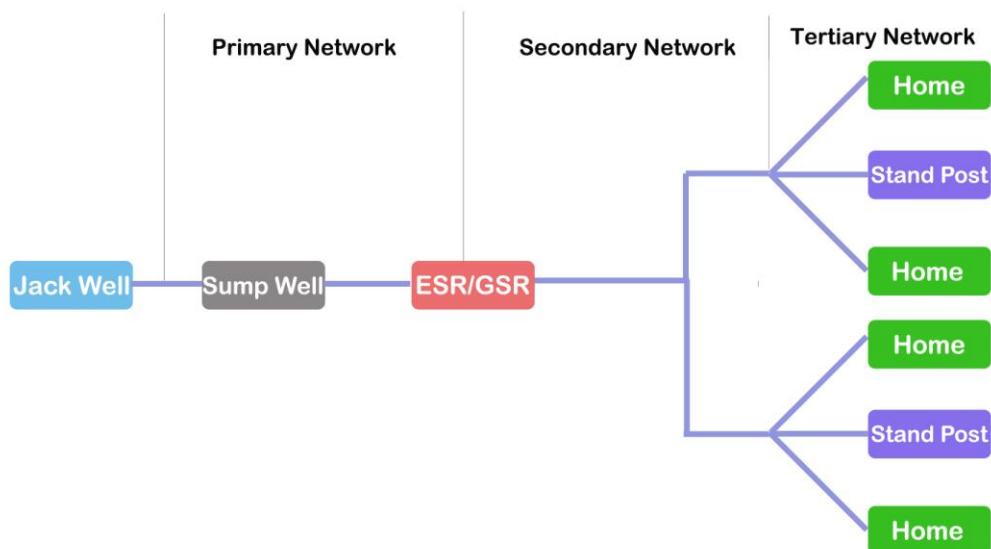 Primary Network
Secondary Network
Tertiary Network
Home
Stand Post
Home
Jack Well
Sump Well
ESR/GSR
Home
Stand Post
Home